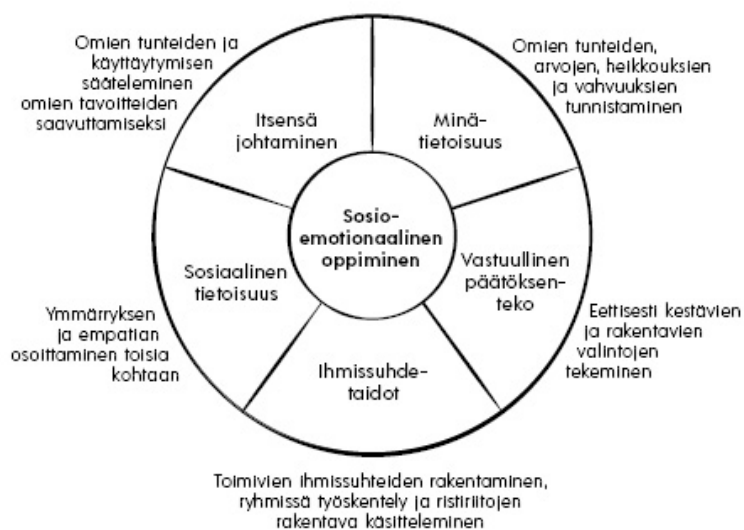 Omien tunteiden ja
käyttäytymisen
sääteleminen
omien tavoitteiden
saavuttamiseksi
Omien tunteiden,
arvojen, heikkouksien
ja vahvuuksien
tunnistaminen
Itsensä
johtaminen
Minä-
tietoisuus
Sosio-
emotionaalinen
oppiminen
Sosiaalinen
tietoisuus
Vastuullinen
päätöksen-
teko
Ymmärryksen
ja empatian
osoittaminen toisia
kohtaan
Eettisesti kestävien
ja rakentavien
valintojen
tekeminen
Ihmissuhde-
taidot
Toimivien ihmissuhteiden rakentaminen,
ryhmissä työskentely ja ristiriitojen
rakentava käsitteleminen